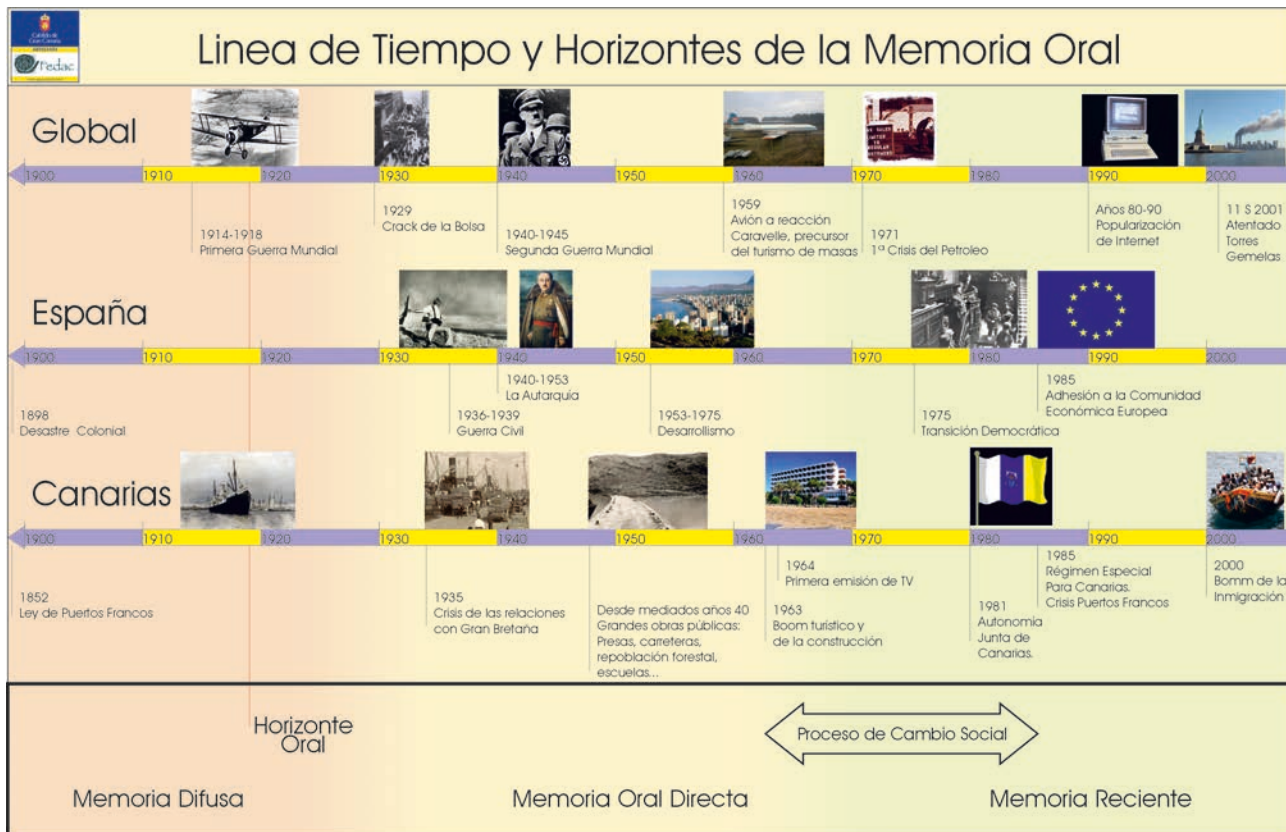 Cabildo de
Gran Canaria
Pedac
Linea de Tiempo y Horizontes de la Memoria Oral
Global
1900
1910
1920
1930
1940
1950
1960
1970
1980
1990
2000
1914-1918
Primera Guerra Mundial
1929
Crack de la Bolsa
1940-1945
Segunda Guerra Mundial
1959
Avión a reacción
Caravelle, precursor
del turismo de masas
1971
1ª Crisis del Petroleo
Años 80-90
Popularización
de Internet
11 S 2001
Atentado
Torres
Gemelas
España
1900
1910
1920
1930
1940
1950
1960
1970
1980
1990
2000
1898
Desastre Colonial
1936-1939
Guerra Civil
1940-1953
La Autarquía
1953-1975
Desarrollismo
1975
Transición Democrática
1985
Adhesión a la Comunidad
Económica Europea
Canarias
1900
1910
1920
1930
1940
1950
1960
1970
1980
1990
2000
1852
Ley de Puertos Francos
1935
Crisis de las relaciones
con Gran Bretaña
Desde mediados años 40
Grandes obras públicas:
Presas, carreteras,
repoblación forestal,
escuelas...
1964
Primera emisión de TV
1963
Boom turístico y
de la construcción
1981
Autonomía
Junta de
Canarias.
1985
Régimen Especial
Para Canarias.
Crisis Puertos Francos
2000
Bomm de la
Inmigración
Horizonte
Oral
Proceso de Cambio Social
Memoria Difusa
Memoria Oral Directa
Memoria Reciente